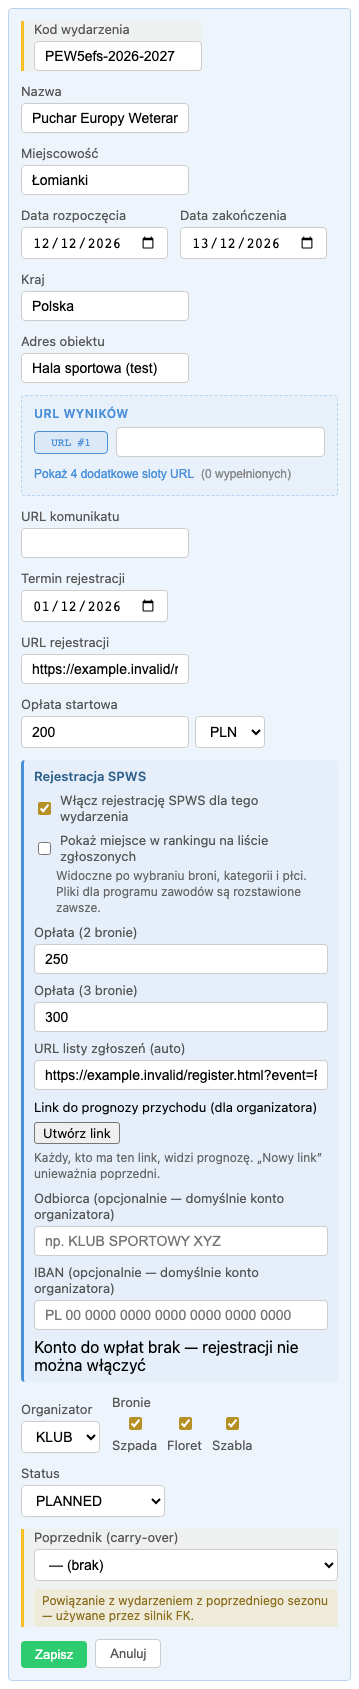 Kod wydarzenia
PEW5efs-2026-2027
Nazwa
Puchar Europy Weterar
Miejscowość
Łomianki
Data rozpoczęcia
Data zakończenia
12/12/2026
13/12/2026
Kraj
Polska
Adres obiektu
Hala sportowa (test)
URL WYNIKÓW
URL #1
Pokaż 4 dodatkowe sloty URL (0 wypełnionych)
URL komunikatu
Termin rejestracji
01/12/2026
URL rejestracji
https://example.invalid/r
Opłata startowa
200
PLN
Rejestracja SPWS
Włącz rejestrację SPWS dla tego
wydarzenia
Pokaż miejsce w rankingu na liście
zgłoszonych
Widoczne po wybraniu broni, kategorii i płci.
Pliki dla programu zawodów są rozstawione
zawsze.
Opłata (2 bronie)
250
Opłata (3 bronie)
300
URL listy zgłoszeń (auto)
https://example.invalid/register.html?event=F
Link do prognozy przychodu (dla organizatora)
Utwórz link
Każdy, kto ma ten link, widzi prognozę. „Nowy link”
unieważnia poprzedni.
Odbiorca (opcjonalnie — domyślnie konto
organizatora)
np. KLUB SPORTOWY XYZ
IBAN (opcjonalnie — domyślnie konto
organizatora)
PL 00 0000 0000 0000 0000 0000 0000
Konto do wpłat brak — rejestracji nie
można włączyć
Organizator
KLUB
Bronie
Szpada
Floret
Szabla
Status
PLANNED
Poprzednik (carry-over)
— (brak)
Powiązanie z wydarzeniem z poprzedniego sezonu
— używane przez silnik FK.
Zapisz
Anuluj